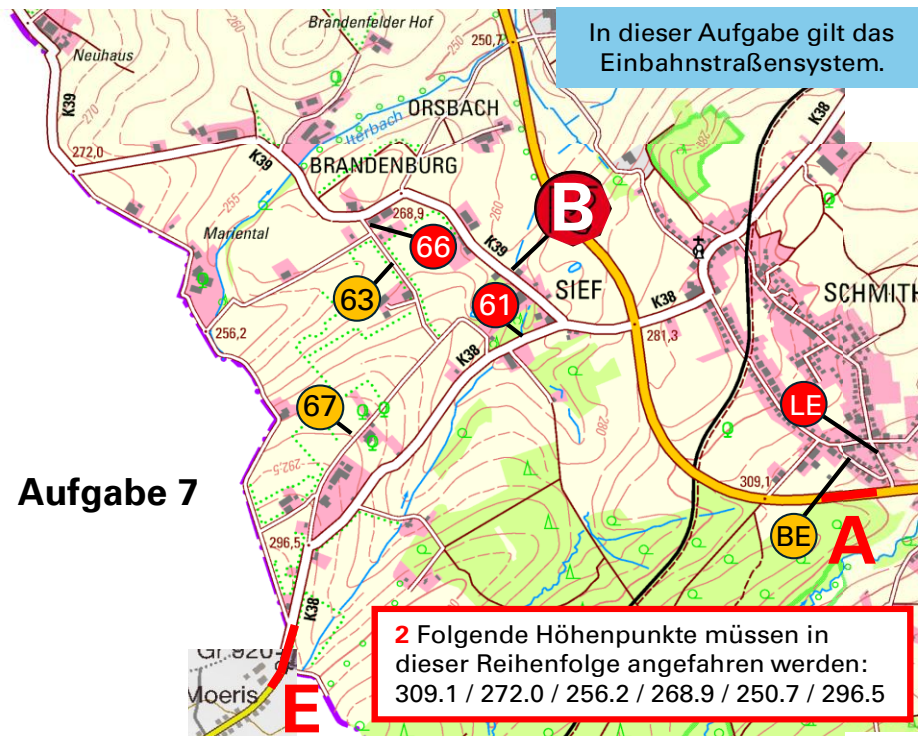 In dieser Aufgabe gilt das
Einbahnstraßensystem.
Brandenfelder Hof
Neuhaus
250,7
250
260
K39
270
ORSBACH
Iterbach
K38
272,0
K39
BRANDENBURG
255
268,9
260
B
Mariental
66
K39
63
61
SIEF
K38
SCHMITH
256,2
K38
281,3
67
280
LE
292,5
309,1
Aufgabe 7
BE
A
296,5
K38
2 Folgende Höhenpunkte müssen in
dieser Reihenfolge angefahren werden:
309.1 / 272.0 / 256.2 / 268.9 / 250.7 / 296.5
Moeris
E